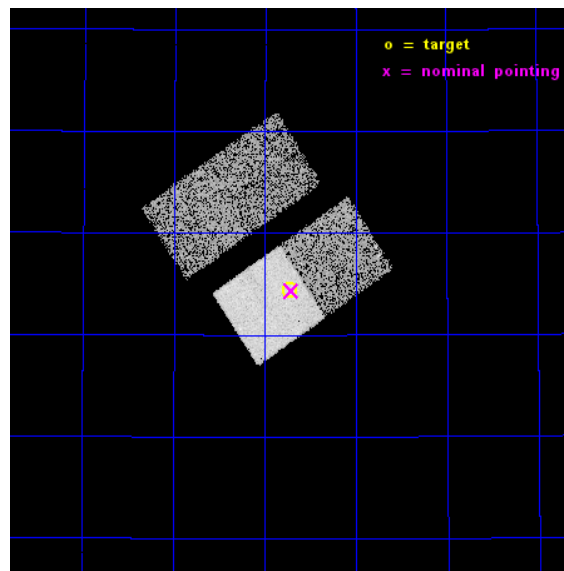 o = target
x = nominal pointing